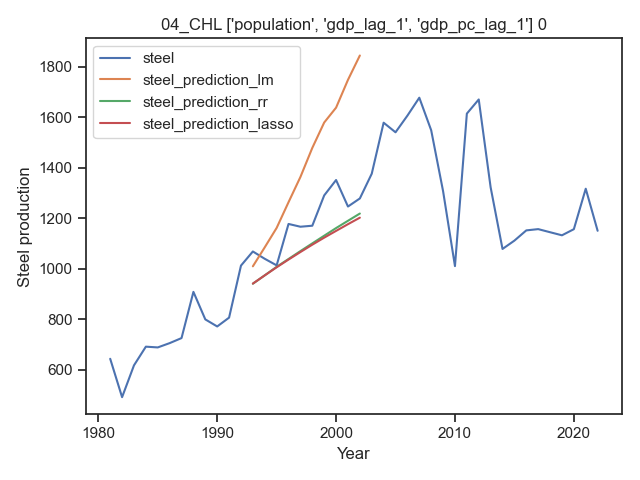 04_CHL ['population', 'gdp_lag_1', 'gdp_pc_lag_1'] 0
steel
steel_prediction_lm
steel_prediction_rr
steel_prediction_lasso
Steel production
1800
1600
1400
1200
1000
800
600
1980
1990
2000
2010
2020
Year